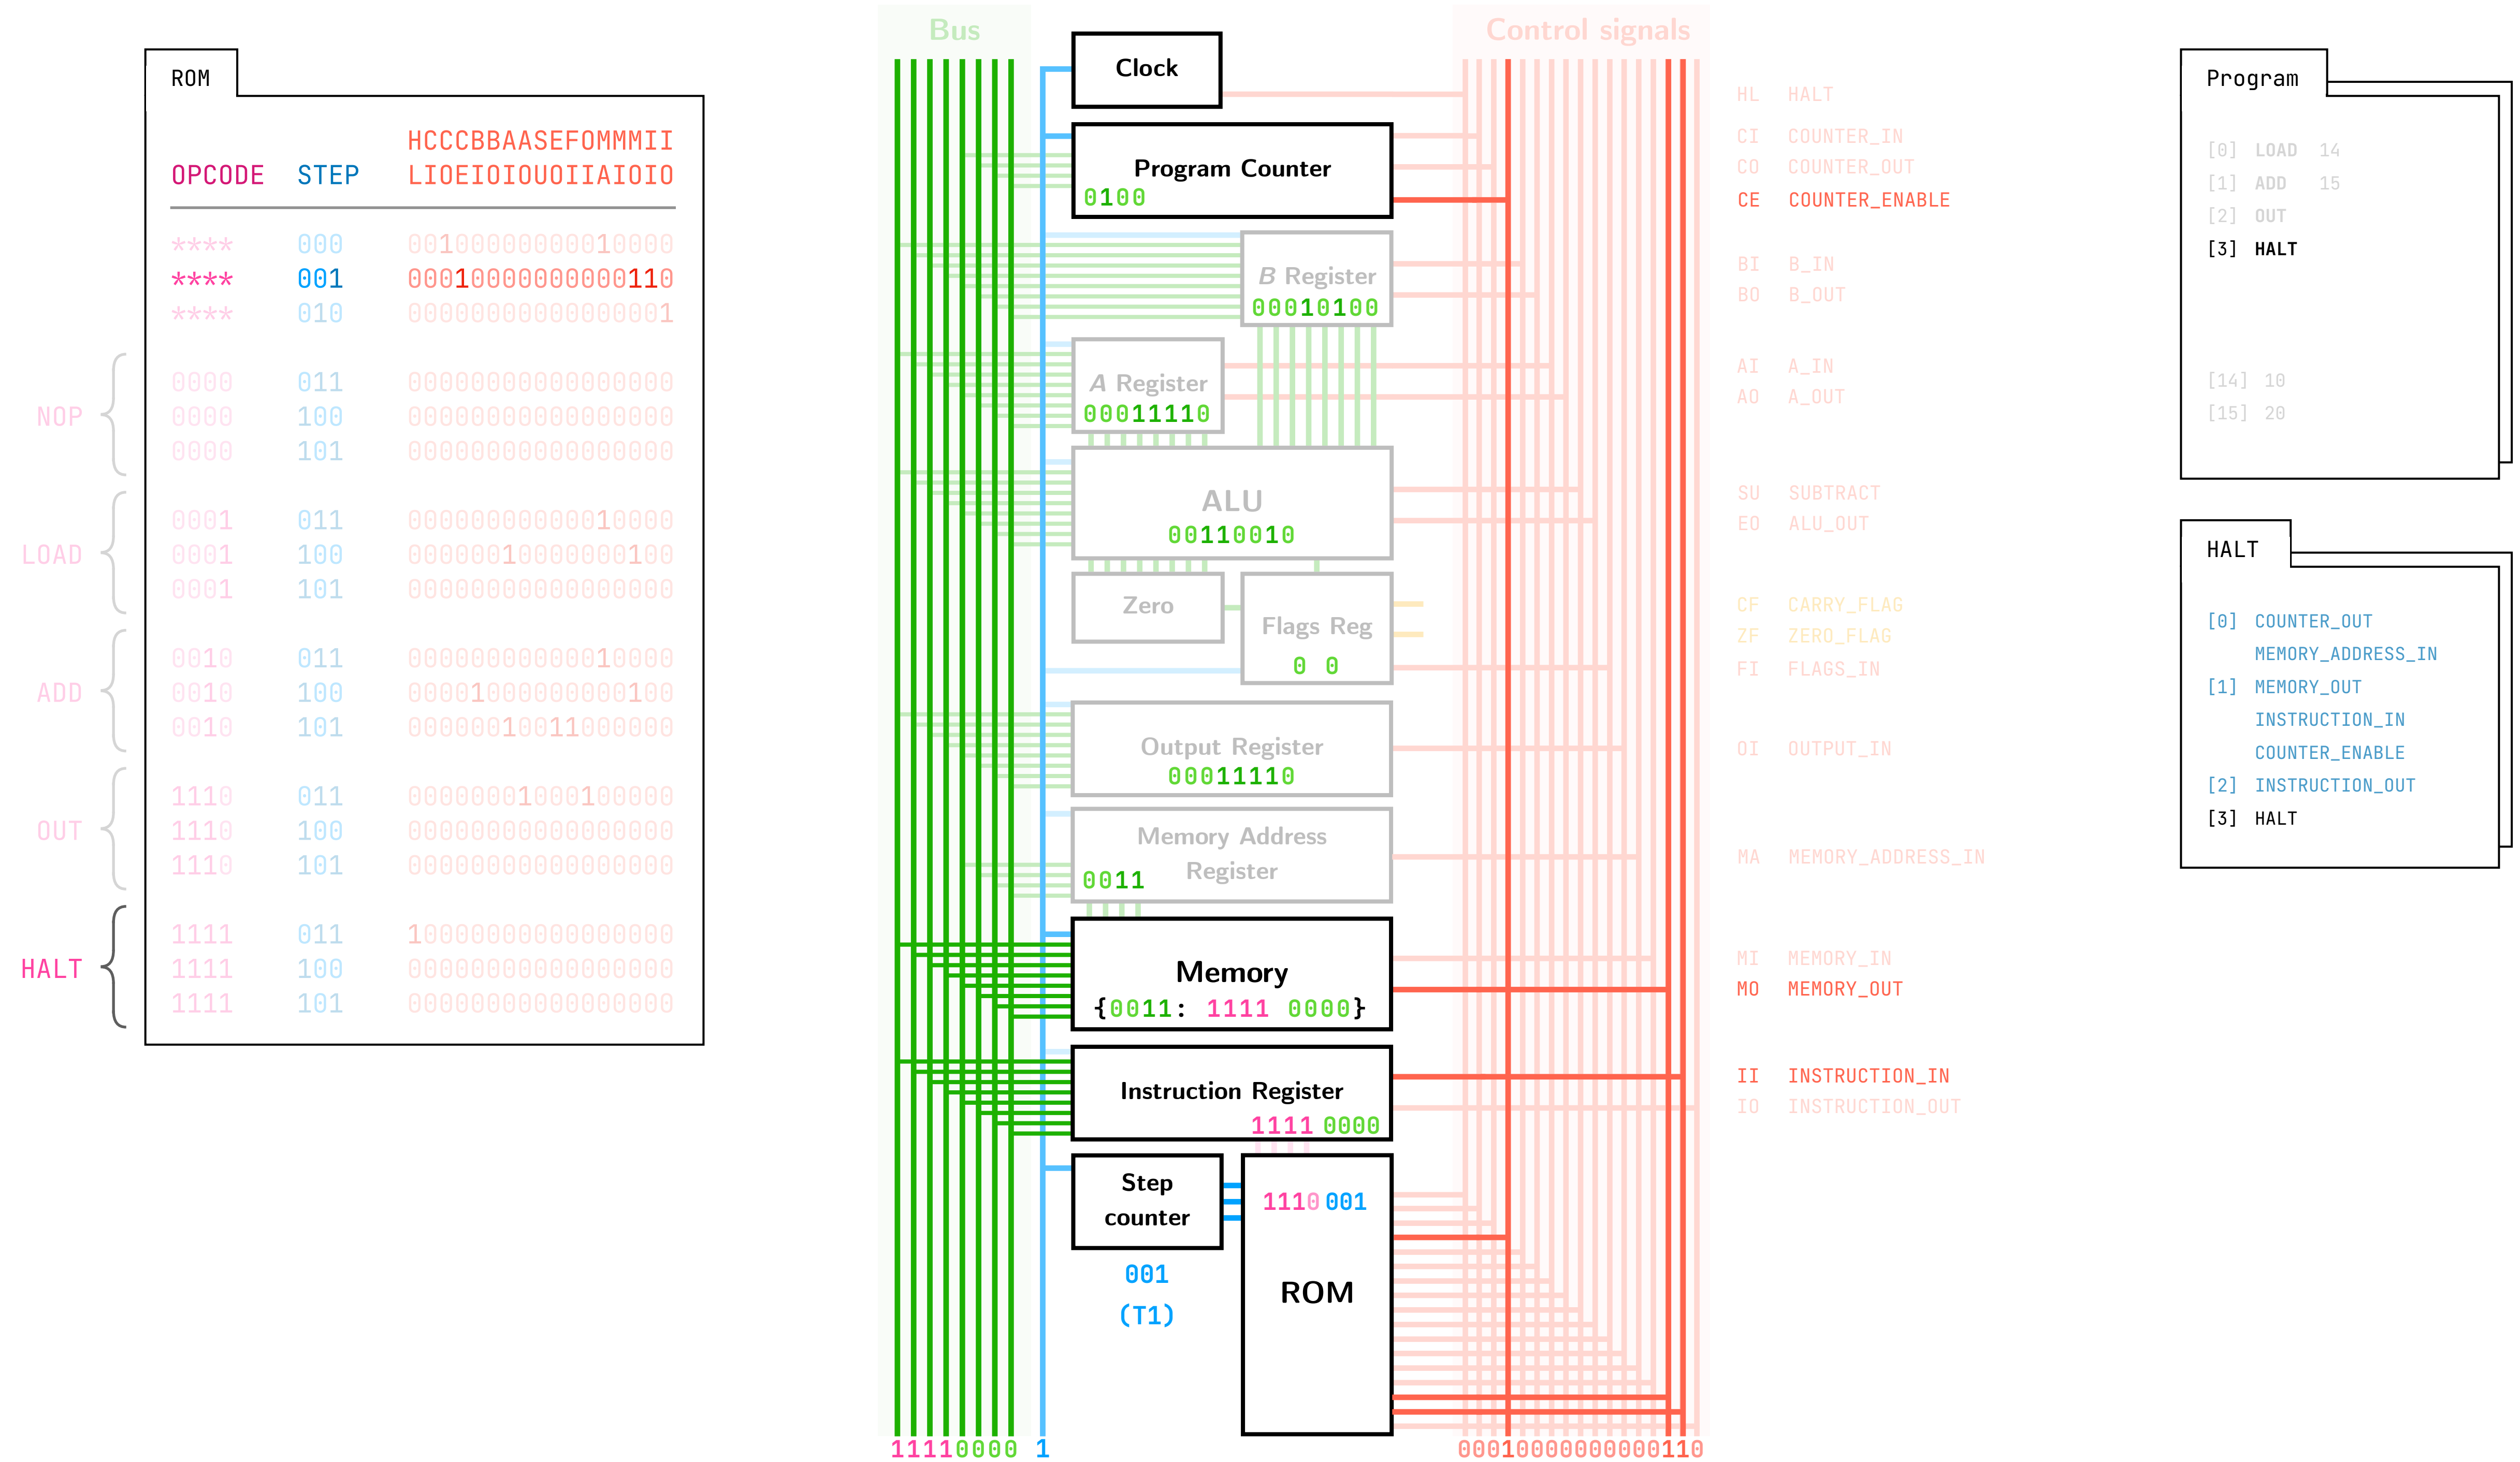 ROM
HCCCBBAASEFOMMMII
OPCODE STEP LIOEIOIOUOIIAIOIO
**** 000 00100000000010000
**** 001 00010000000000110
**** 010 00000000000000001
NOP
0000 011 00000000000000000
0000 100 00000000000000000
0000 101 00000000000000000
LOAD
0001 011 00000000000010000
0001 100 00000010000000100
0001 101 00000000000000000
ADD
0010 011 00000000000010000
0010 100 00001000000000100
0010 101 00000010011000000
OUT
1110 011 00000001000100000
1110 100 00000000000000000
1110 101 00000000000000000
HALT
1111 011 10000000000000000
1111 100 00000000000000000
1111 101 00000000000000000
Bus
Control signals
Clock
Program Counter
0100
B Register
00010100
A Register
00011110
ALU
00110010
Zero
Flags Reg
0 0
Output Register
00011110
Memory Address
Register
0011
Memory
{0011: 1111 0000}
Instruction Register
1111 0000
Step
counter
001
(T1)
1110 001
ROM
11110000 1 00010000000000110
HL HALT
CI COUNTER_IN
CO COUNTER_OUT
CE COUNTER_ENABLE
BI B_IN
BO B_OUT
AI A_IN
AO A_OUT
SU SUBTRACT
EO ALU_OUT
CF CARRY_FLAG
ZF ZERO_FLAG
FI FLAGS_IN
OI OUTPUT_IN
MA MEMORY_ADDRESS_IN
MI MEMORY_IN
MO MEMORY_OUT
II INSTRUCTION_IN
IO INSTRUCTION_OUT
Program
[0] LOAD 14
[1] ADD 15
[2] OUT
[3] HALT
[14] 10
[15] 20
HALT
[0] COUNTER_OUT
MEMORY_ADDRESS_IN
[1] MEMORY_OUT
INSTRUCTION_IN
COUNTER_ENABLE
[2] INSTRUCTION_OUT
[3] HALT